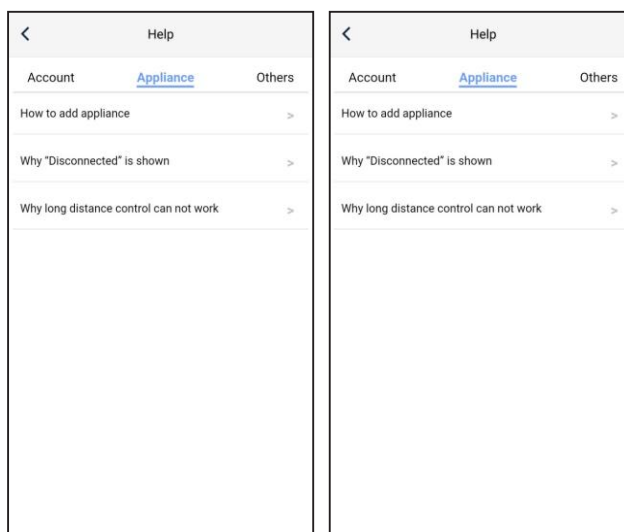 Help
Account Appliance Others
How to add appliance >
Why “Disconnected” is shown >
Why long distance control can not work >
Help
Account Appliance Others
How to add appliance >
Why “Disconnected” is shown >
Why long distance control can not work >